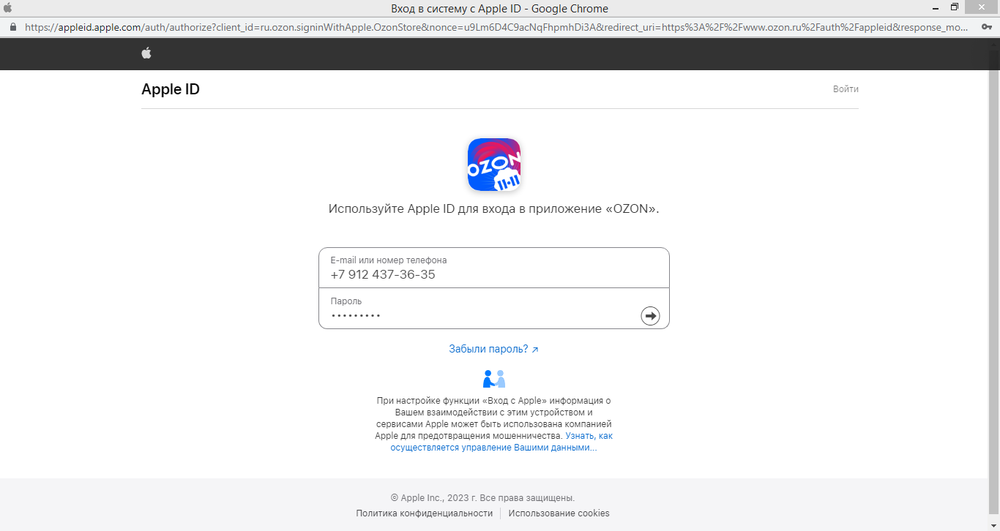 Вход в систему с Apple ID - Google Chrome
https://appleid.apple.com/auth/authorize?client_id=ru.ozon.signinWithApple.OzonStore&nonce=u9Lm6D4C9acNqFhpmhDi3A&redirect_uri=https%3A%2F%2Fwww.ozon.ru%2Fauth%2Fappleid&response_mo...
Apple ID
Войти
OZON
Используйте Apple ID для входа в приложение «OZON».
E-mail или номер телефона
+7 912 437-36-35
Пароль
•••••••••
Забыли пароль? ↗
При настройке функции «Вход с Apple» информация о
Вашем взаимодействии с этим устройством и
сервисами Apple может быть использована компанией
Apple для предотвращения мошенничества. Узнать, как
осуществляется управление Вашими данными...
© Apple Inc., 2023 г. Все права защищены.
Политика конфиденциальности | Использование cookies